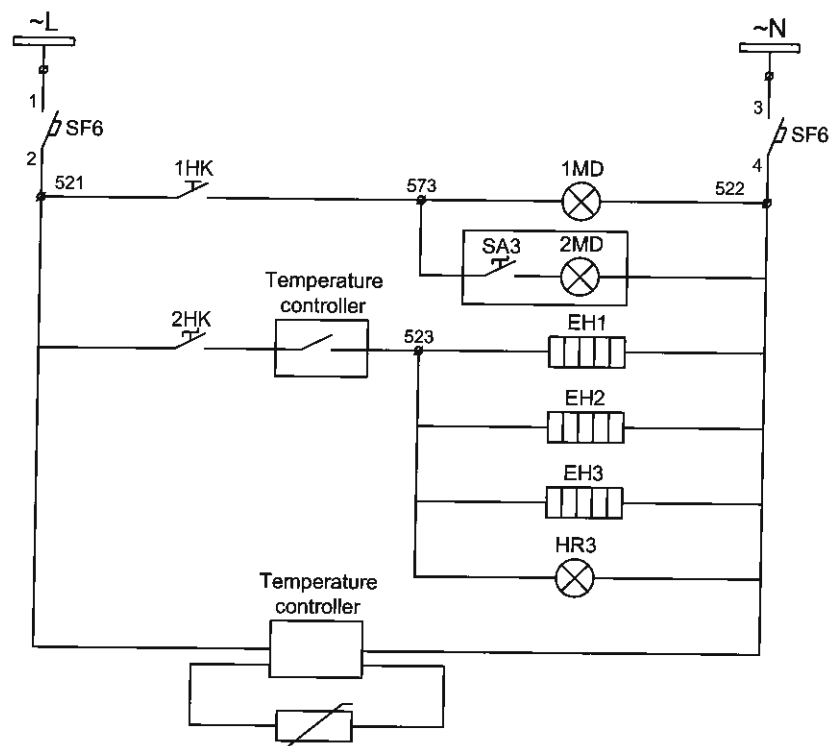 ~L
~N
1
3
SF6
SF6
2
4
521
1HK
573
1MD
522
SA3
2MD
Temperature
controller
2HK
523
EH1
EH2
EH3
HR3
Temperature
controller